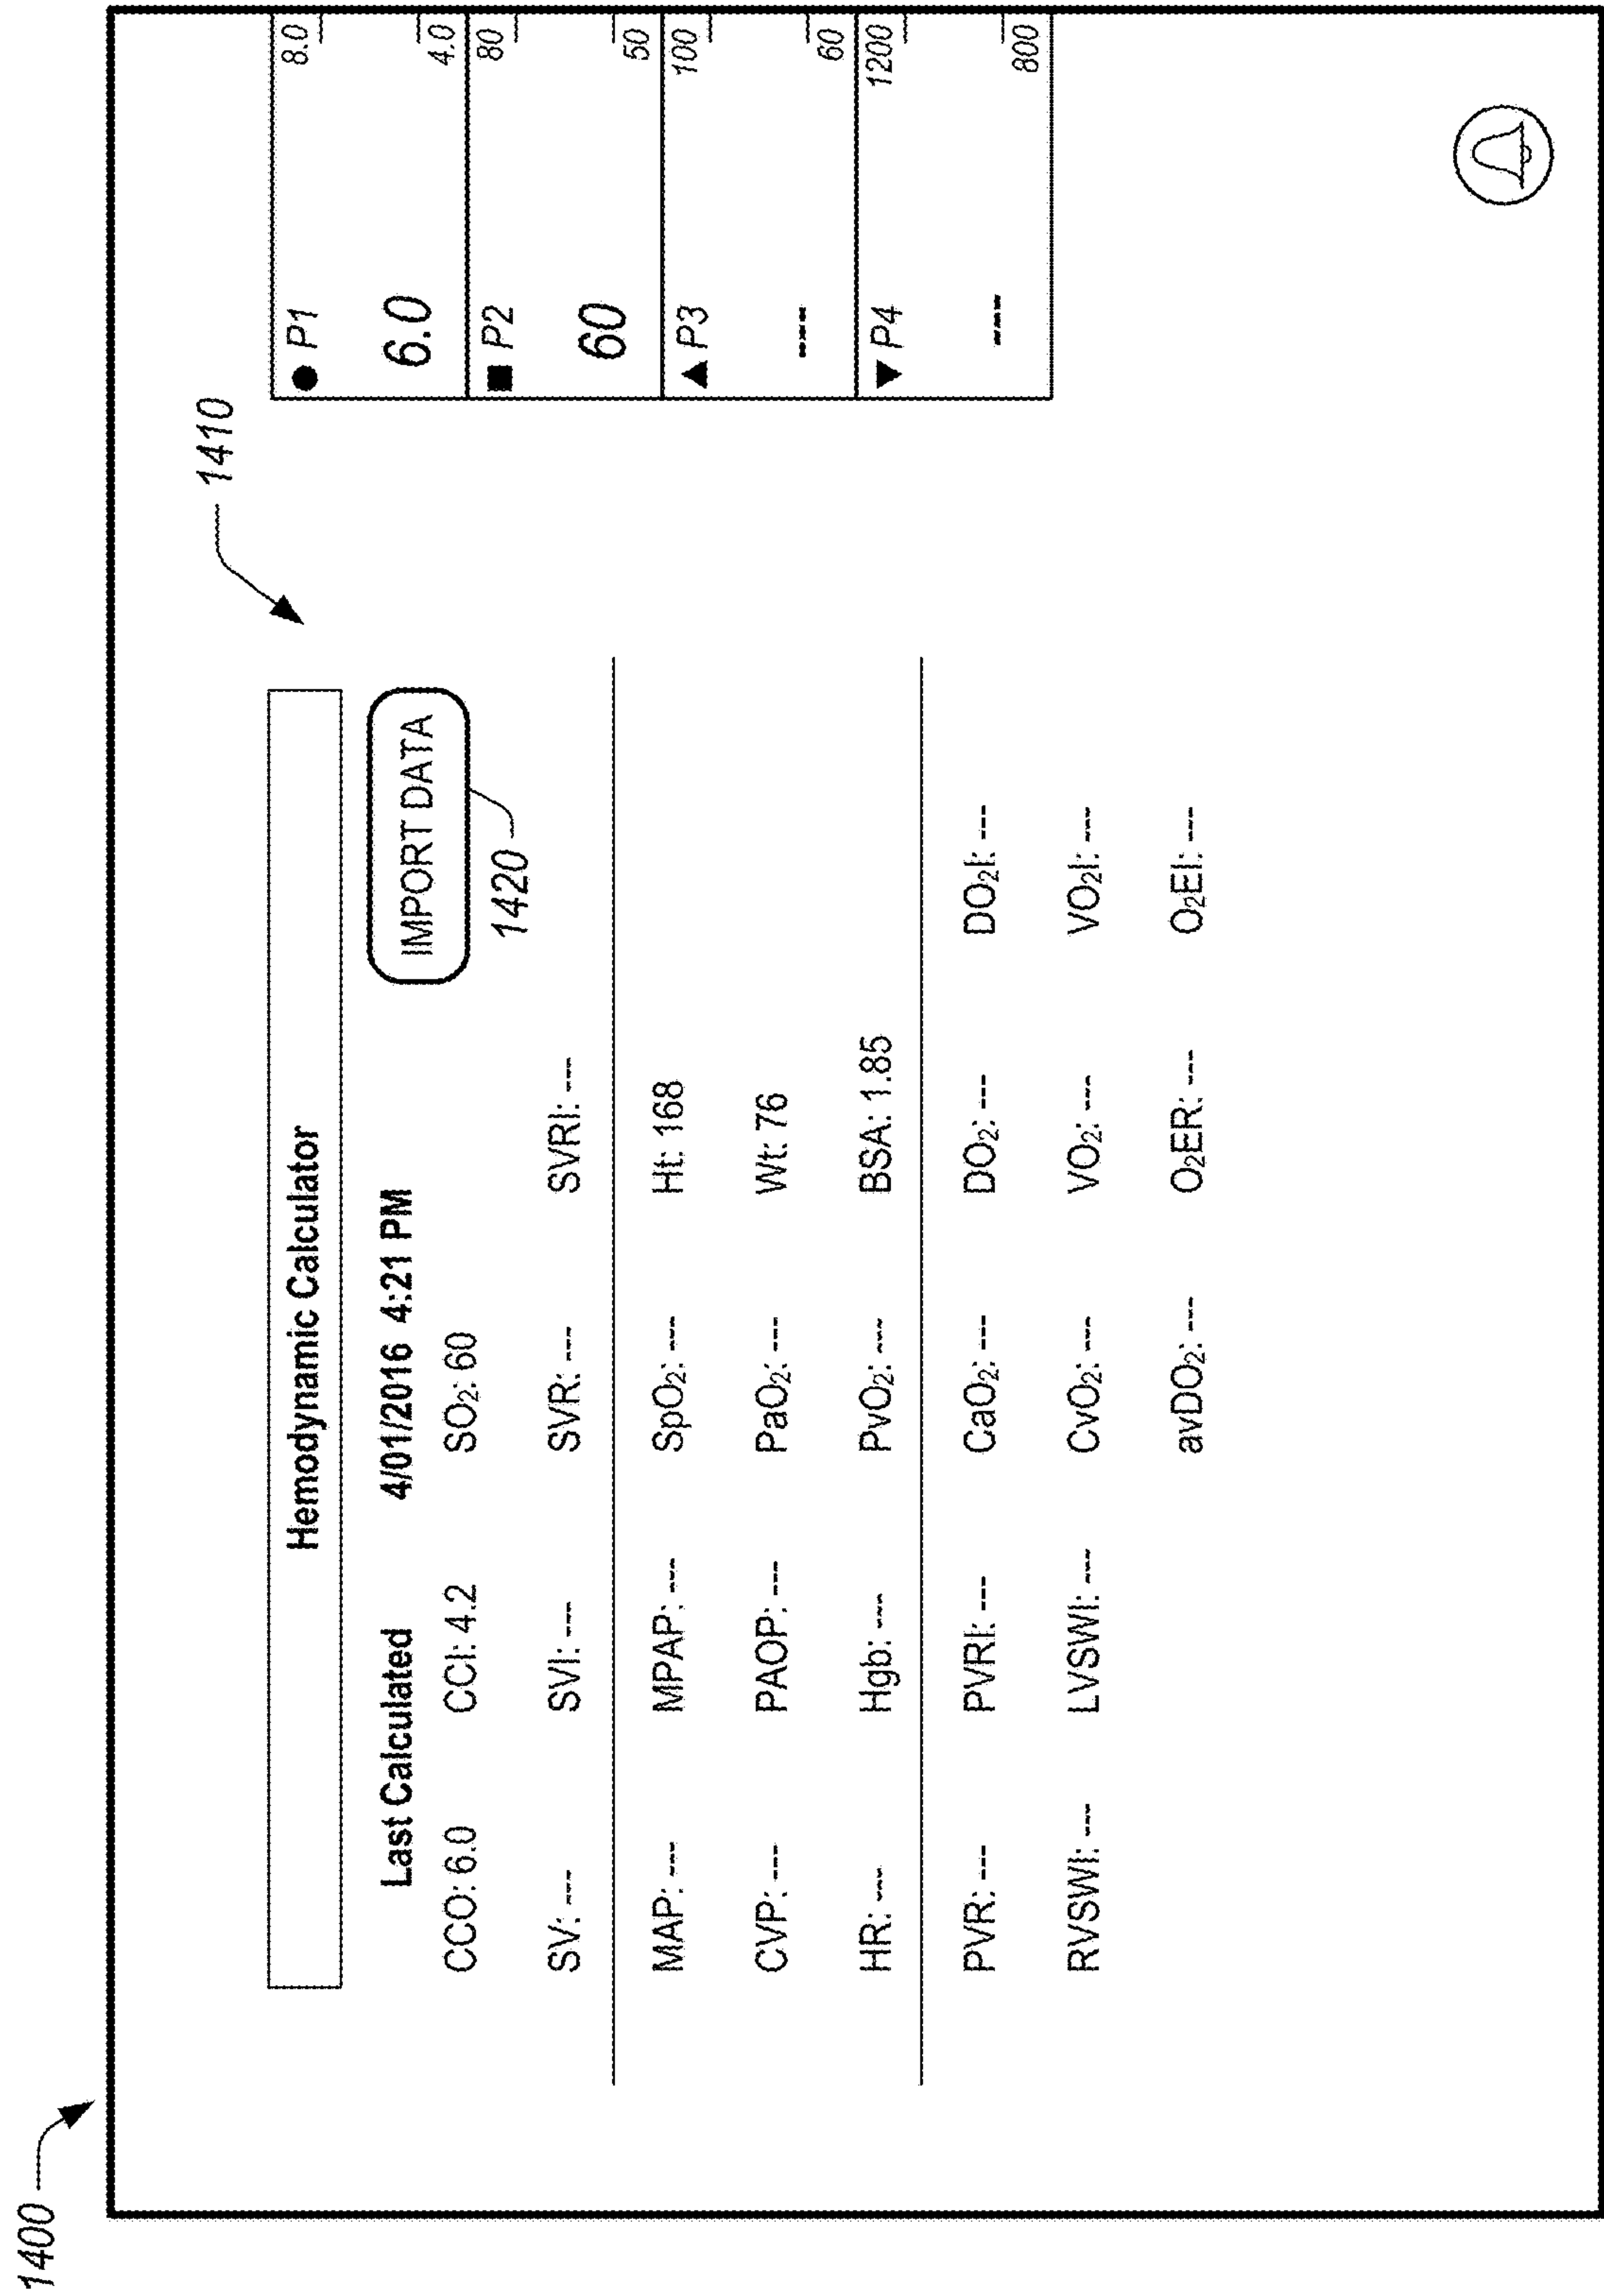 1400
1410
Hemodynamic Calculator
Last Calculated 4/01/2016 4:21 PM
IMPORT DATA
1420
CCO: 6.0 CCI: 4.2 SO₂: 60
SV: --- SVI: --- SVR: --- SVRI: ---
MAP: --- MPAP: --- SpO₂: --- Ht: 168
CVP: --- PAOP: --- PaO₂: --- Wt: 76
HR: --- Hgb: --- PvO₂: --- BSA: 1.85
PVR: --- PVRI: --- CaO₂: --- DO₂: --- DO₂I: ---
RVSWI: --- LVSWI: --- CvO₂: --- VO₂: --- VO₂I: ---
avDO₂: --- O₂ER: --- O₂EI: ---
● P1 8.0
6.0 4.0
■ P2 80
60 50
▲ P3 100
--- 60
▼ P4 1200
--- 800